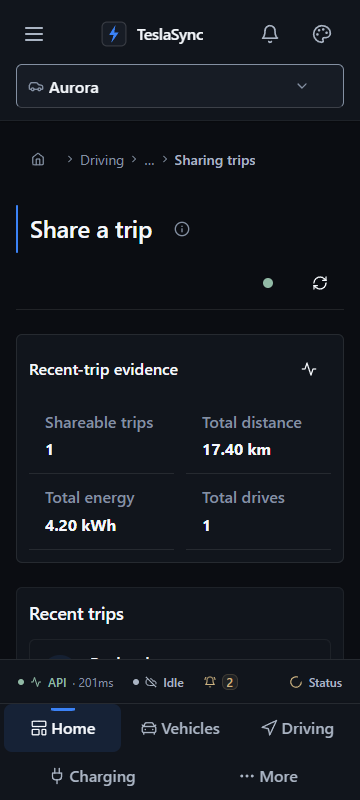 TeslaSync
Aurora
Driving ... Sharing trips
Share a trip
Recent-trip evidence
Shareable trips Total distance
1 17.40 km
Total energy Total drives
4.20 kWh 1
Recent trips
API · 201ms Idle 2 Status
Home Vehicles Driving
Charging More